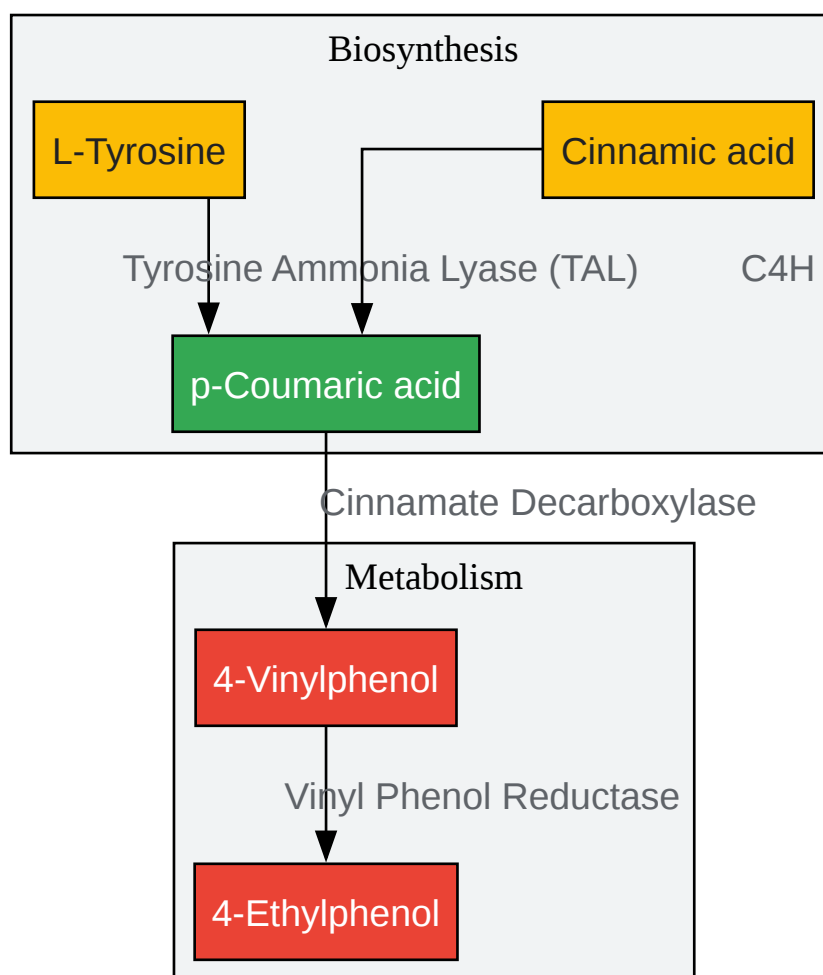 Biosynthesis
L-Tyrosine
Cinnamic acid
Tyrosine Ammonia Lyase (TAL)
C4H
p-Coumaric acid
Cinnamate Decarboxylase
Metabolism
4-Vinylphenol
Vinyl Phenol Reductase
4-Ethylphenol